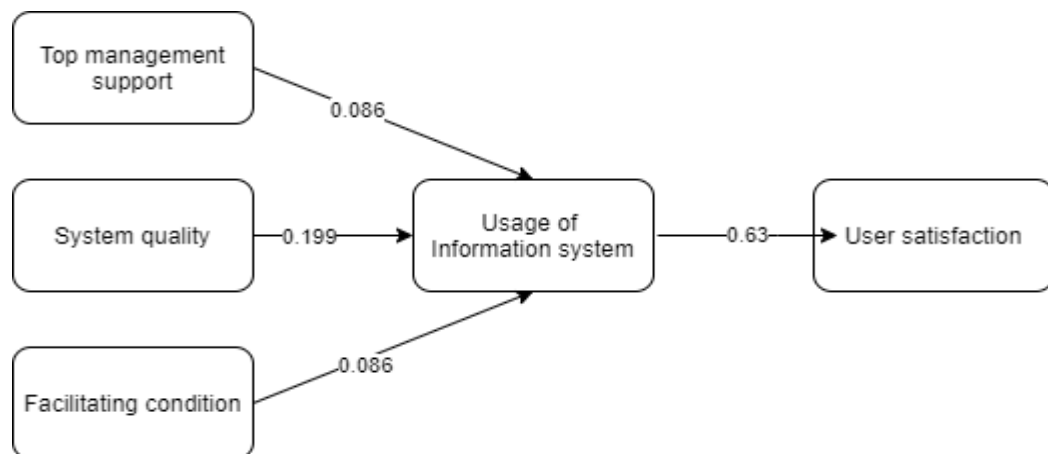 Top management
support
0.086
System quality
0.199
Usage of
Information system
0.63
User satisfaction
0.086
Facilitating condition